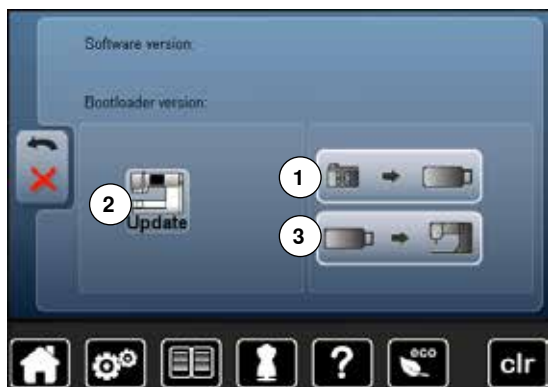 Software version:
Bootloader version:
1
2
Update
3
?
eco
clr